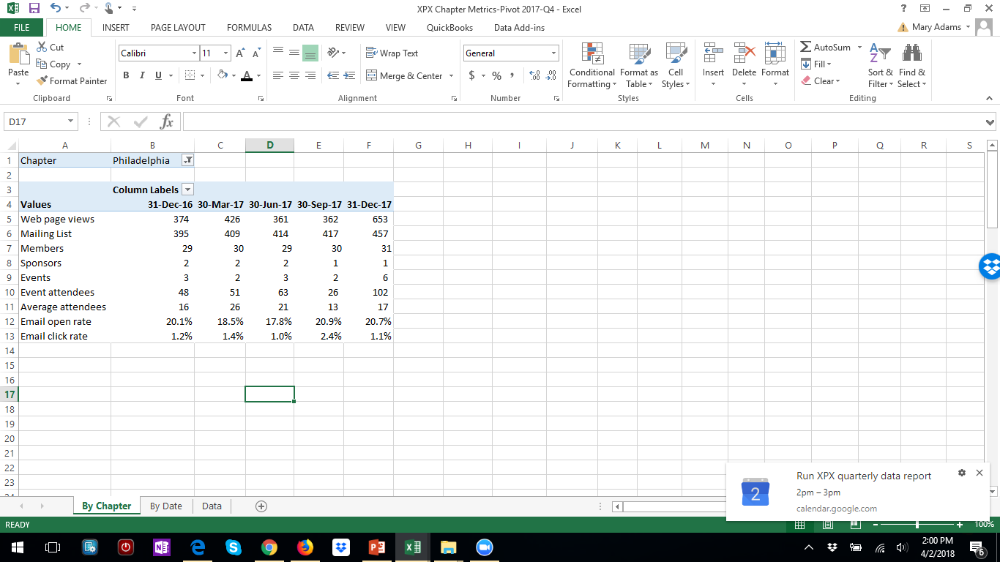 XPX Chapter Metrics-Pivot 2017-Q4 - Excel
FILE HOME INSERT PAGE LAYOUT FORMULAS DATA REVIEW VIEW QuickBooks Data Add-ins Mary Adams
Paste Cut Copy Format Painter
Calibri 11
B I U A
Wrap Text
Merge & Center
General
$ % ,
Conditional Formatting Format as Table Cell Styles
Insert Delete Format
AutoSum Fill Clear
Sort & Filter Find & Select
Clipboard Font Alignment Number Styles Cells Editing
D17 fx
A B C D E F G H I J K L M N O P Q R S
1 Chapter Philadelphia
2
3 Column Labels
4 Values 31-Dec-16 30-Mar-17 30-Jun-17 30-Sep-17 31-Dec-17
5 Web page views 374 426 361 362 653
6 Mailing List 395 409 414 417 457
7 Members 29 30 29 30 31
8 Sponsors 2 2 2 1 1
9 Events 3 2 3 2 6
10 Event attendees 48 51 63 26 102
11 Average attendees 16 26 21 13 17
12 Email open rate 20.1% 18.5% 17.8% 20.9% 20.7%
13 Email click rate 1.2% 1.4% 1.0% 2.4% 1.1%
14
15
16
17
18
19
20
21
22
23
Run XPX quarterly data report
2pm – 3pm
calendar.google.com
2
By Chapter By Date Data
READY 100%
2:00 PM
4/2/2018
6